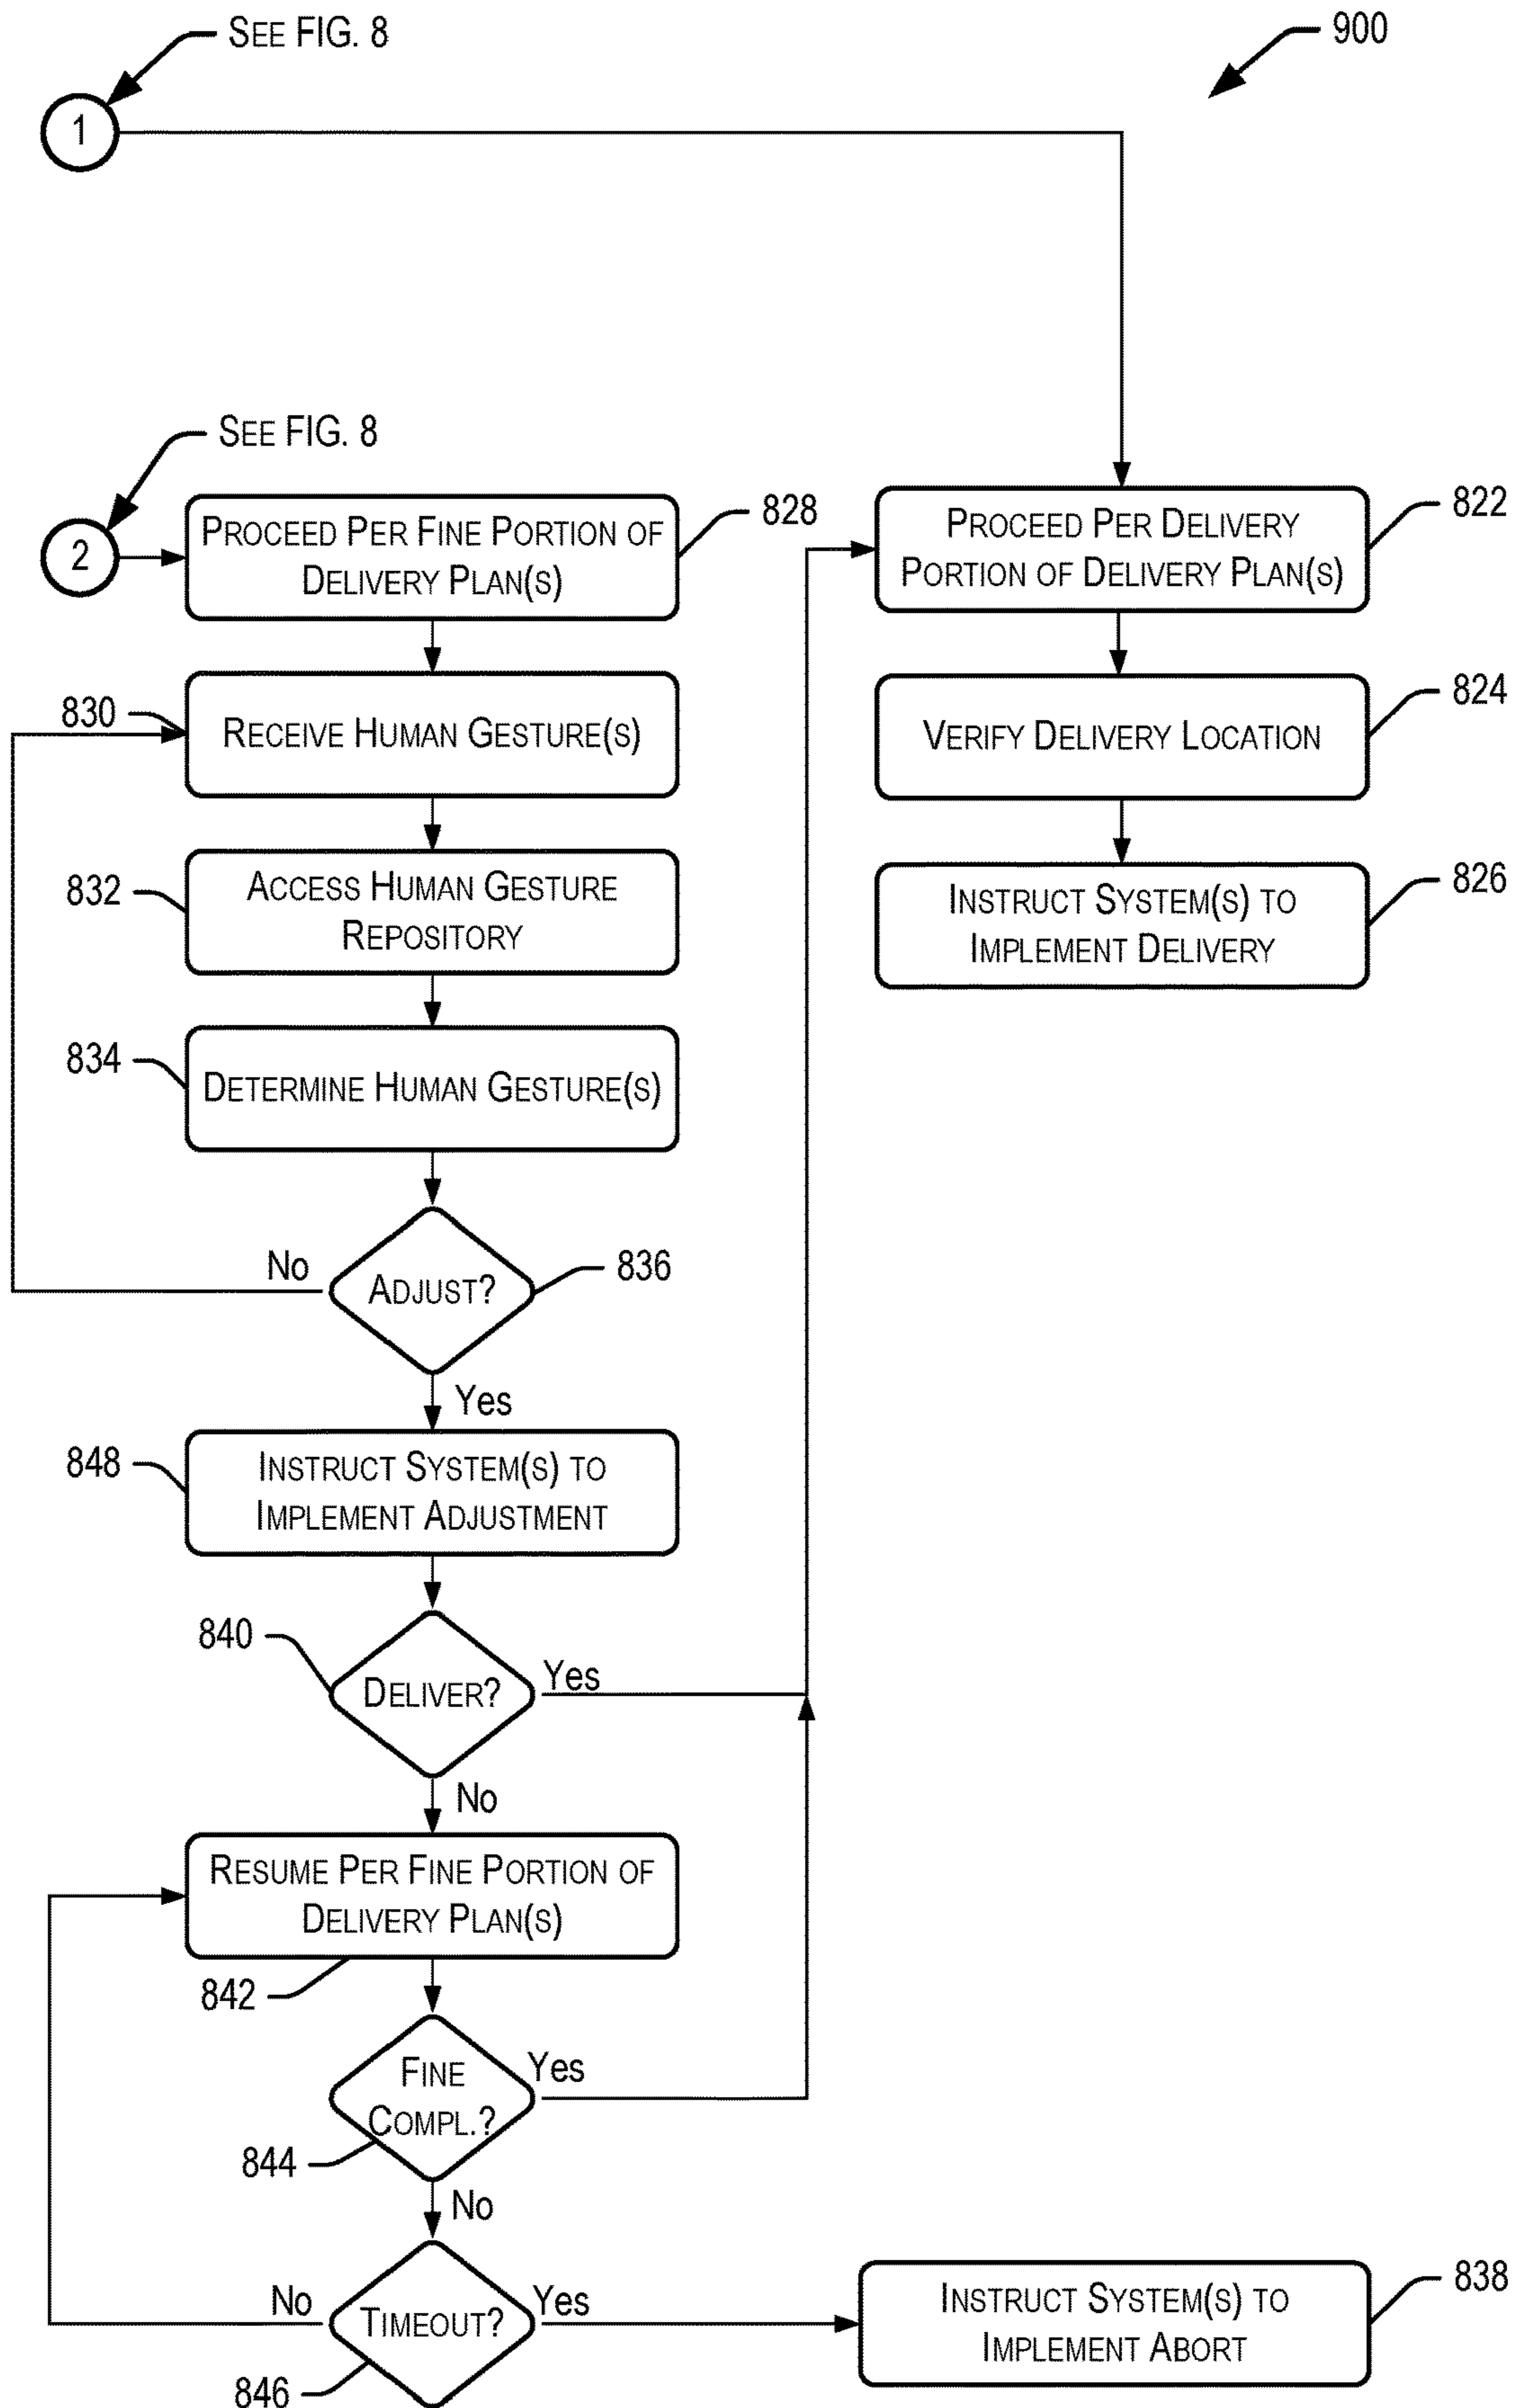 SEE FIG. 8
900
1
SEE FIG. 8
2
PROCEED PER FINE PORTION OF
DELIVERY PLAN(S)
828
PROCEED PER DELIVERY
PORTION OF DELIVERY PLAN(S)
822
830
RECEIVE HUMAN GESTURE(S)
VERIFY DELIVERY LOCATION
824
832
ACCESS HUMAN GESTURE
REPOSITORY
INSTRUCT SYSTEM(S) TO
IMPLEMENT DELIVERY
826
834
DETERMINE HUMAN GESTURE(S)
No
ADJUST?
836
Yes
848
INSTRUCT SYSTEM(S) TO
IMPLEMENT ADJUSTMENT
840
DELIVER?
Yes
No
RESUME PER FINE PORTION OF
DELIVERY PLAN(S)
842
FINE
COMPL.?
Yes
844
No
No
TIMEOUT?
Yes
846
INSTRUCT SYSTEM(S) TO
IMPLEMENT ABORT
838